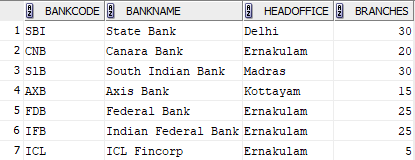 BANKCODE BANKNAME HEADOFFICE BRANCHES
1 SBI State Bank Delhi 30
2 CNB Canara Bank Ernakulam 20
3 SlB South Indian Bank Madras 30
4 AXB Axis Bank Kottayam 15
5 FDB Federal Bank Ernakulam 25
6 IFB Indian Federal Bank Ernakulam 25
7 ICL ICL Fincorp Ernakulam 5